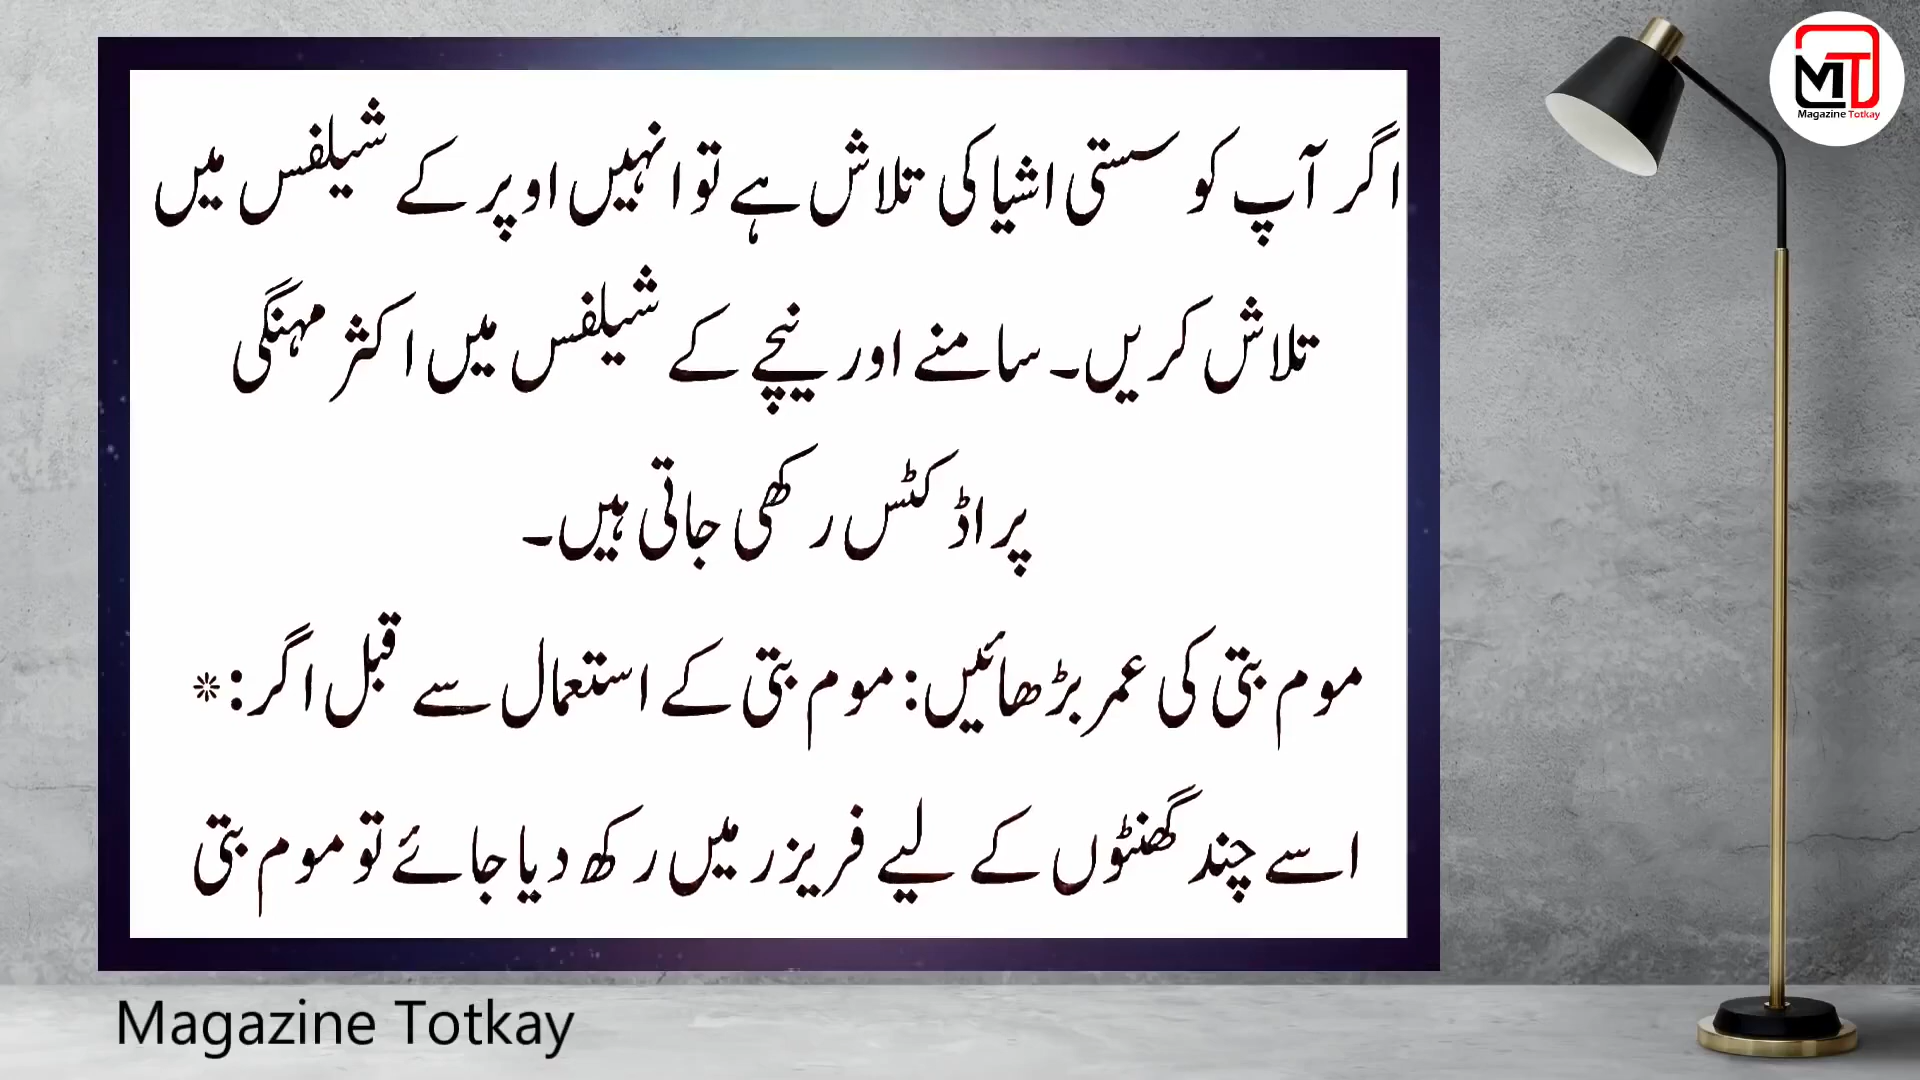 اگر آپ کو سستی اشیا کی تلاش ہے تو انہیں اوپر کے شیلفس میں
تلاش کریں۔ سامنے اور نیچے کے شیلفس میں اکثر مہنگی
پراڈکٹس رکھی جاتی ہیں۔
موم بتی کی عمر بڑھائیں: موم بتی کے استعمال سے قبل اگر:*
اسے چند گھنٹوں کے لیے فریزر میں رکھ دیا جائے تو موم بتی
Magazine Totkay
MT
Magazine Totkay